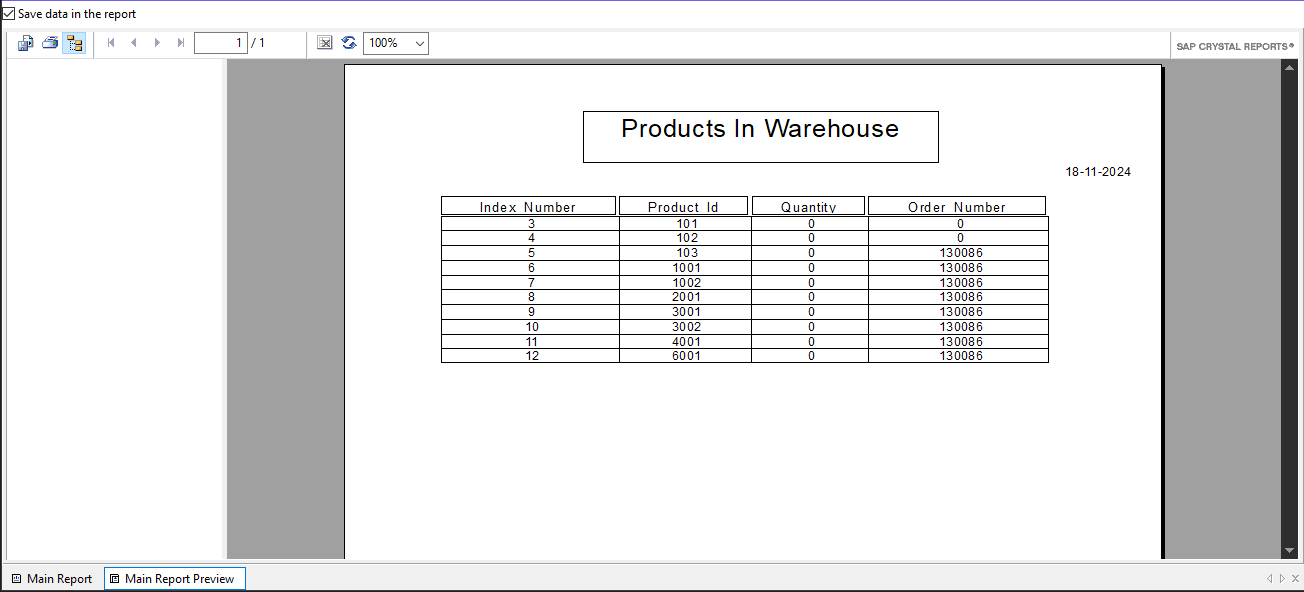 Save data in the report
1 / 1
100%
SAP CRYSTAL REPORTS®
Products In Warehouse
18-11-2024
Index Number Product Id Quantity Order Number
3 101 0 0
4 102 0 0
5 103 0 130086
6 1001 0 130086
7 1002 0 130086
8 2001 0 130086
9 3001 0 130086
10 3002 0 130086
11 4001 0 130086
12 6001 0 130086
Main Report Main Report Preview